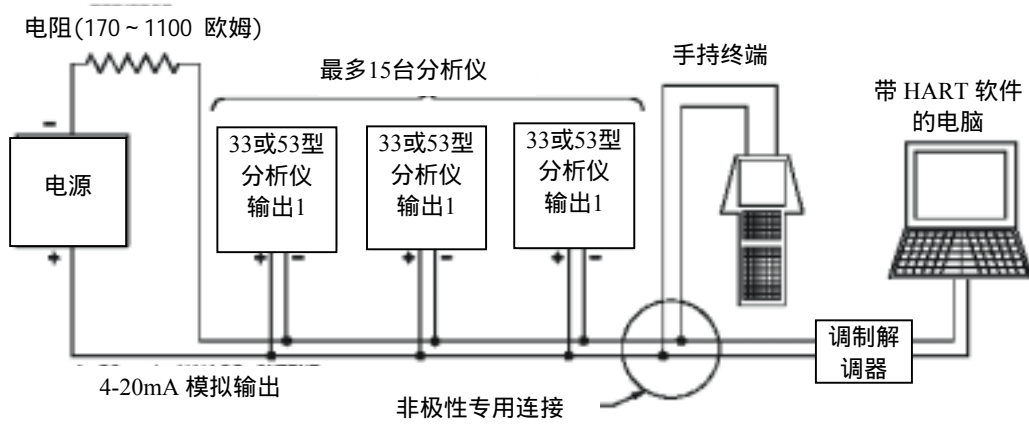 电阻(170 ~ 1100 欧姆)
最多15台分析仪
手持终端
带 HART 软件
的电脑
-
电源
+
33或53型
分析仪
输出1
+ -
33或53型
分析仪
输出1
+ -
33或53型
分析仪
输出1
+ -
调制解
调器
4-20mA 模拟输出
非极性专用连接